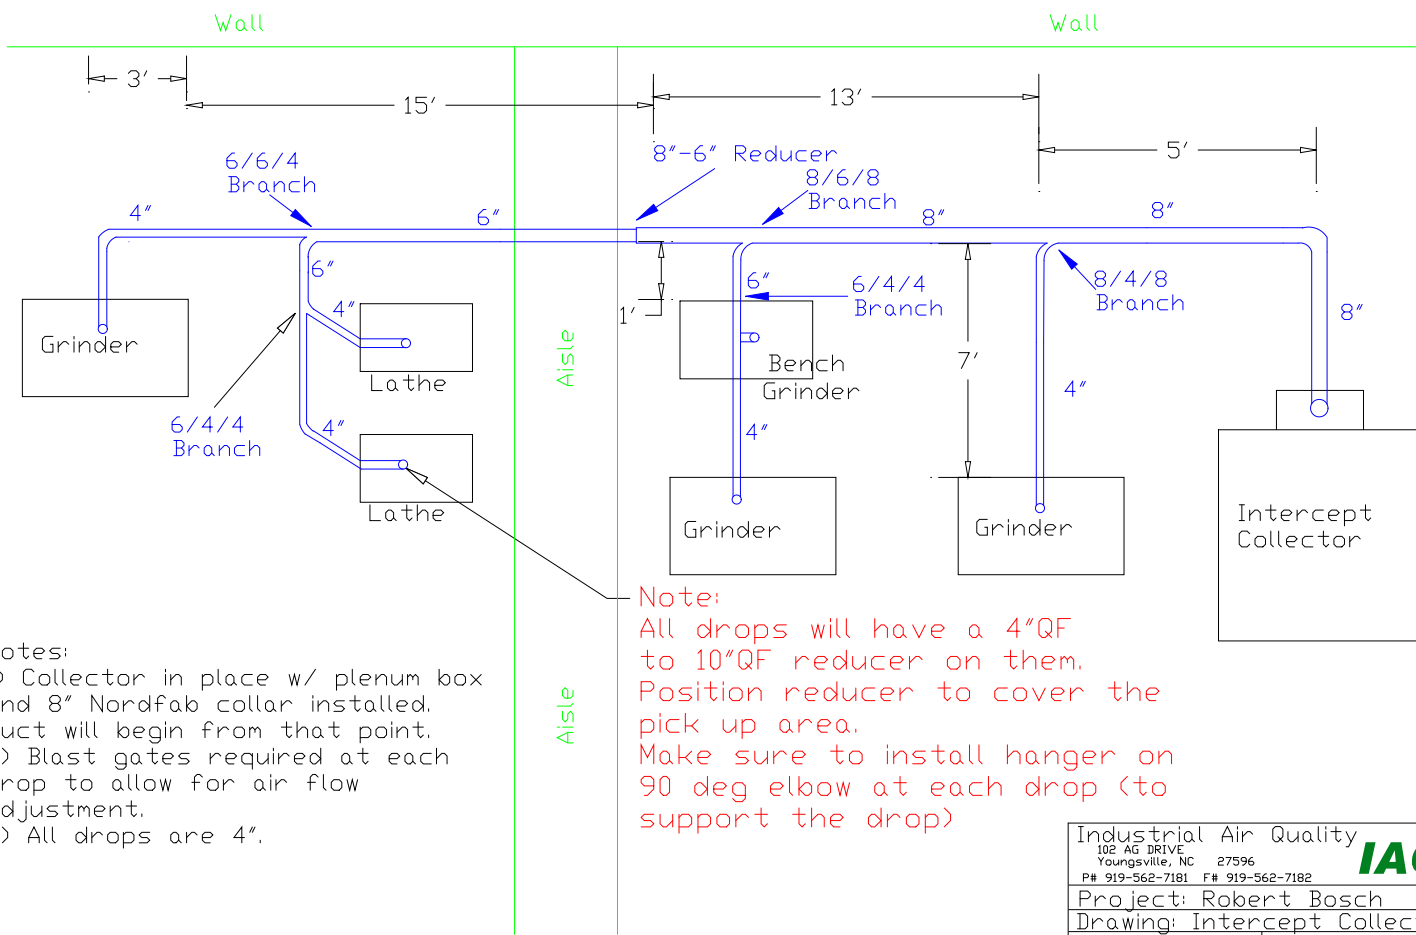 Wall
Wall
3'
15'
13'
5'
6/6/4
Branch
8"-6" Reducer
8/6/8
Branch
4"
6"
8"
8"
6"
4"
6"
6/4/4
Branch
8/4/8
Branch
1'
8"
Grinder
Lathe
Aisle
Bench
Grinder
7'
4"
6/4/4
Branch
4"
4"
Lathe
Grinder
Grinder
Intercept
Collector
Note:
All drops will have a 4"QF
to 10"QF reducer on them.
Position reducer to cover the
pick up area.
Make sure to install hanger on
90 deg elbow at each drop (to
support the drop)
Aisle
otes:
) Collector in place w/ plenum box
nd 8" Nordfab collar installed.
uct will begin from that point.
) Blast gates required at each
rop to allow for air flow
djustment.
) All drops are 4".
Industrial Air Quality
102 AG DRIVE
Youngsville, NC 27596
P# 919-562-7181 F# 919-562-7182
IA
Project: Robert Bosch
Drawing: Intercept Collec